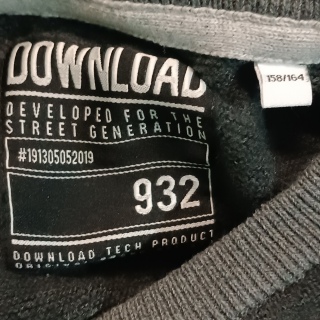 DOWNLOAD
158/164
DEVELOPED FOR THE
STREET GENERATION
#191305052019
932
DOWNLOAD TECH PRODUCT